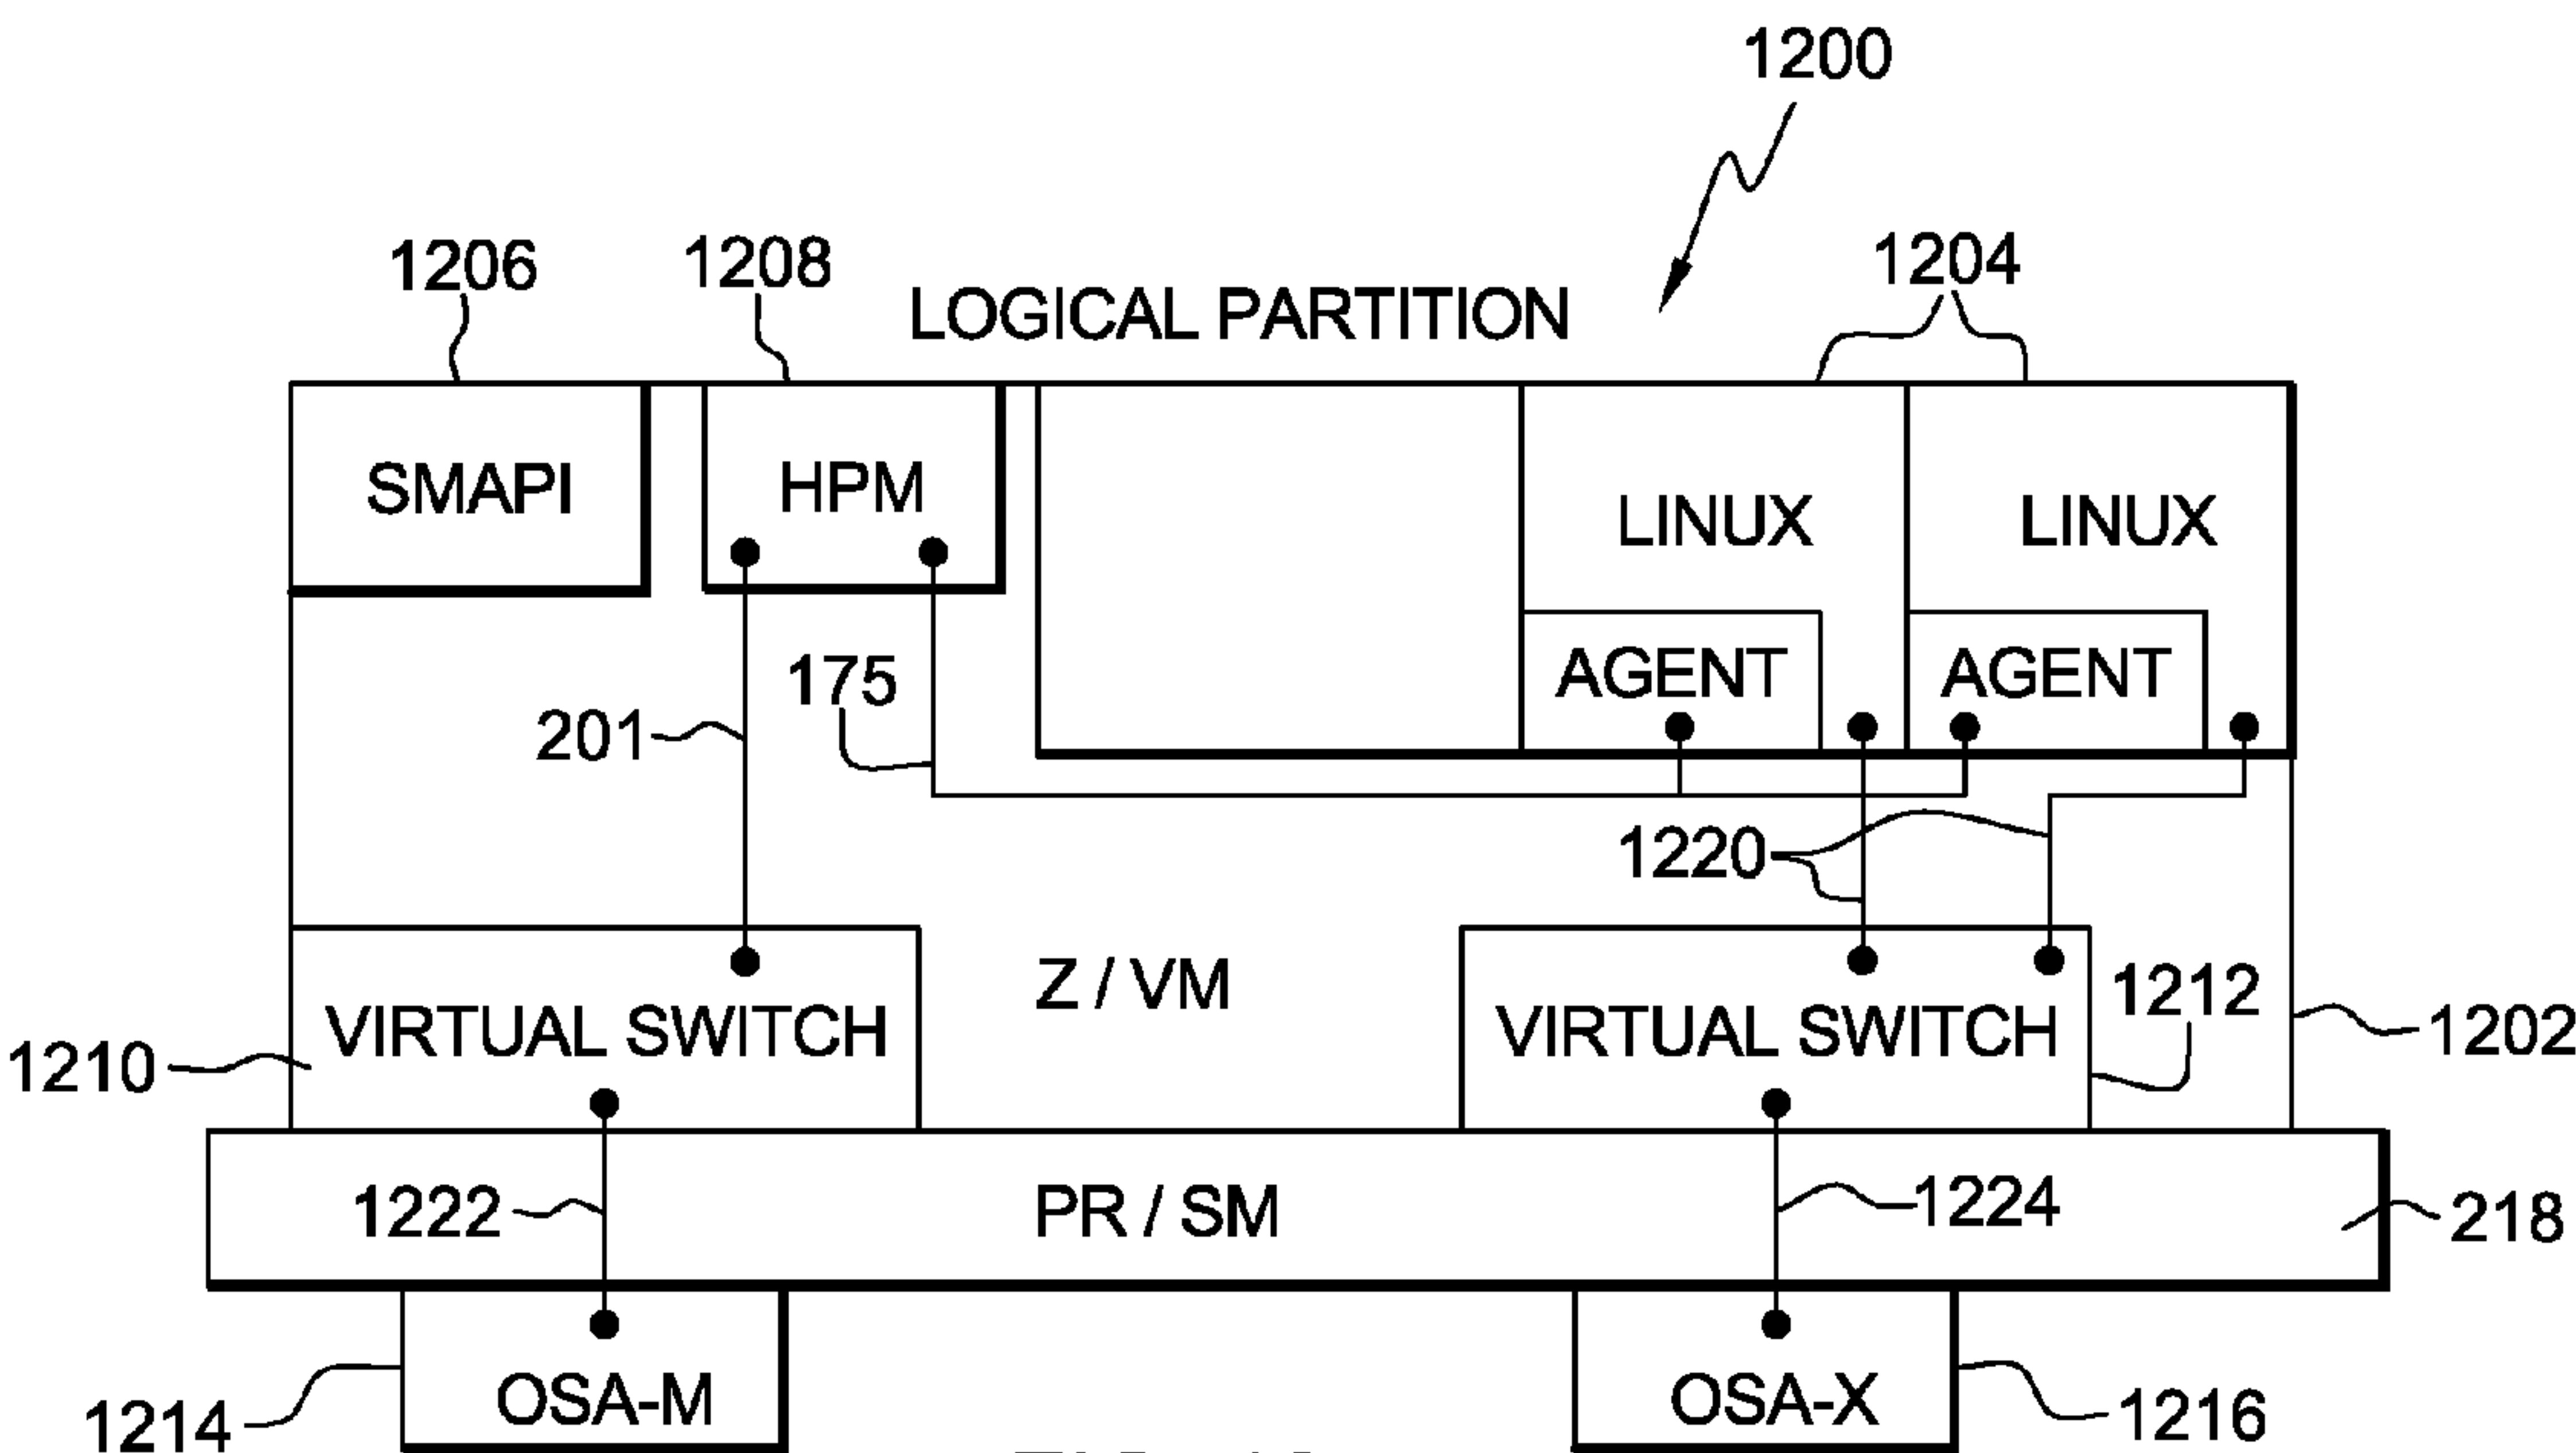 1200
1206
1208
1204
LOGICAL PARTITION
SMAPI
HPM
LINUX
LINUX
AGENT
AGENT
175
201
1220
Z / VM
1212
VIRTUAL SWITCH
VIRTUAL SWITCH
1202
1210
1222
PR / SM
1224
218
OSA-M
OSA-X
1214
1216